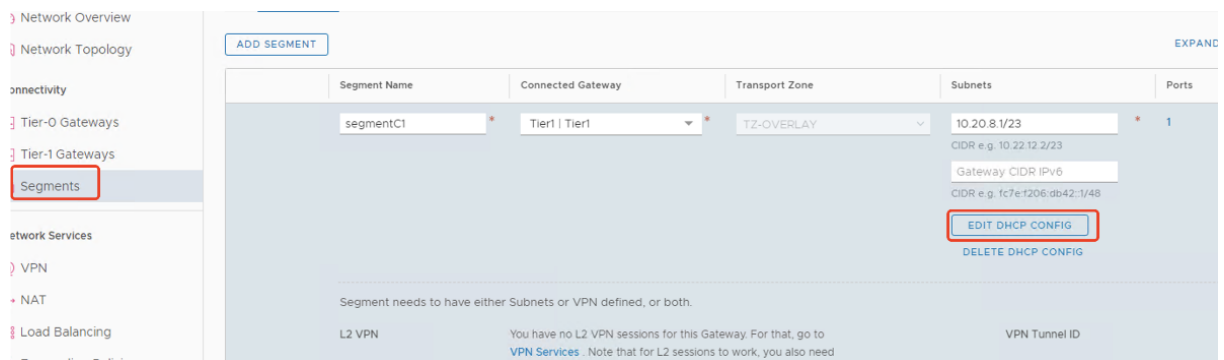 Network Overview
Network Topology
ADD SEGMENT
EXPAND
onnectivity
Segment Name Connected Gateway Transport Zone Subnets Ports
Tier-0 Gateways
segmentC1 * Tier1 | Tier1 * TZ-OVERLAY 10.20.8.1/23 * 1
CIDR e.g. 10.22.12.2/23
Tier-1 Gateways
Gateway CIDR IPv6
Segments
CIDR e.g. fc7e:f206:db42::1/48
EDIT DHCP CONFIG
etwork Services
DELETE DHCP CONFIG
VPN
NAT
Segment needs to have either Subnets or VPN defined, or both.
Load Balancing
L2 VPN You have no L2 VPN sessions for this Gateway. For that, go to VPN Tunnel ID
VPN Services . Note that for L2 sessions to work, you also need